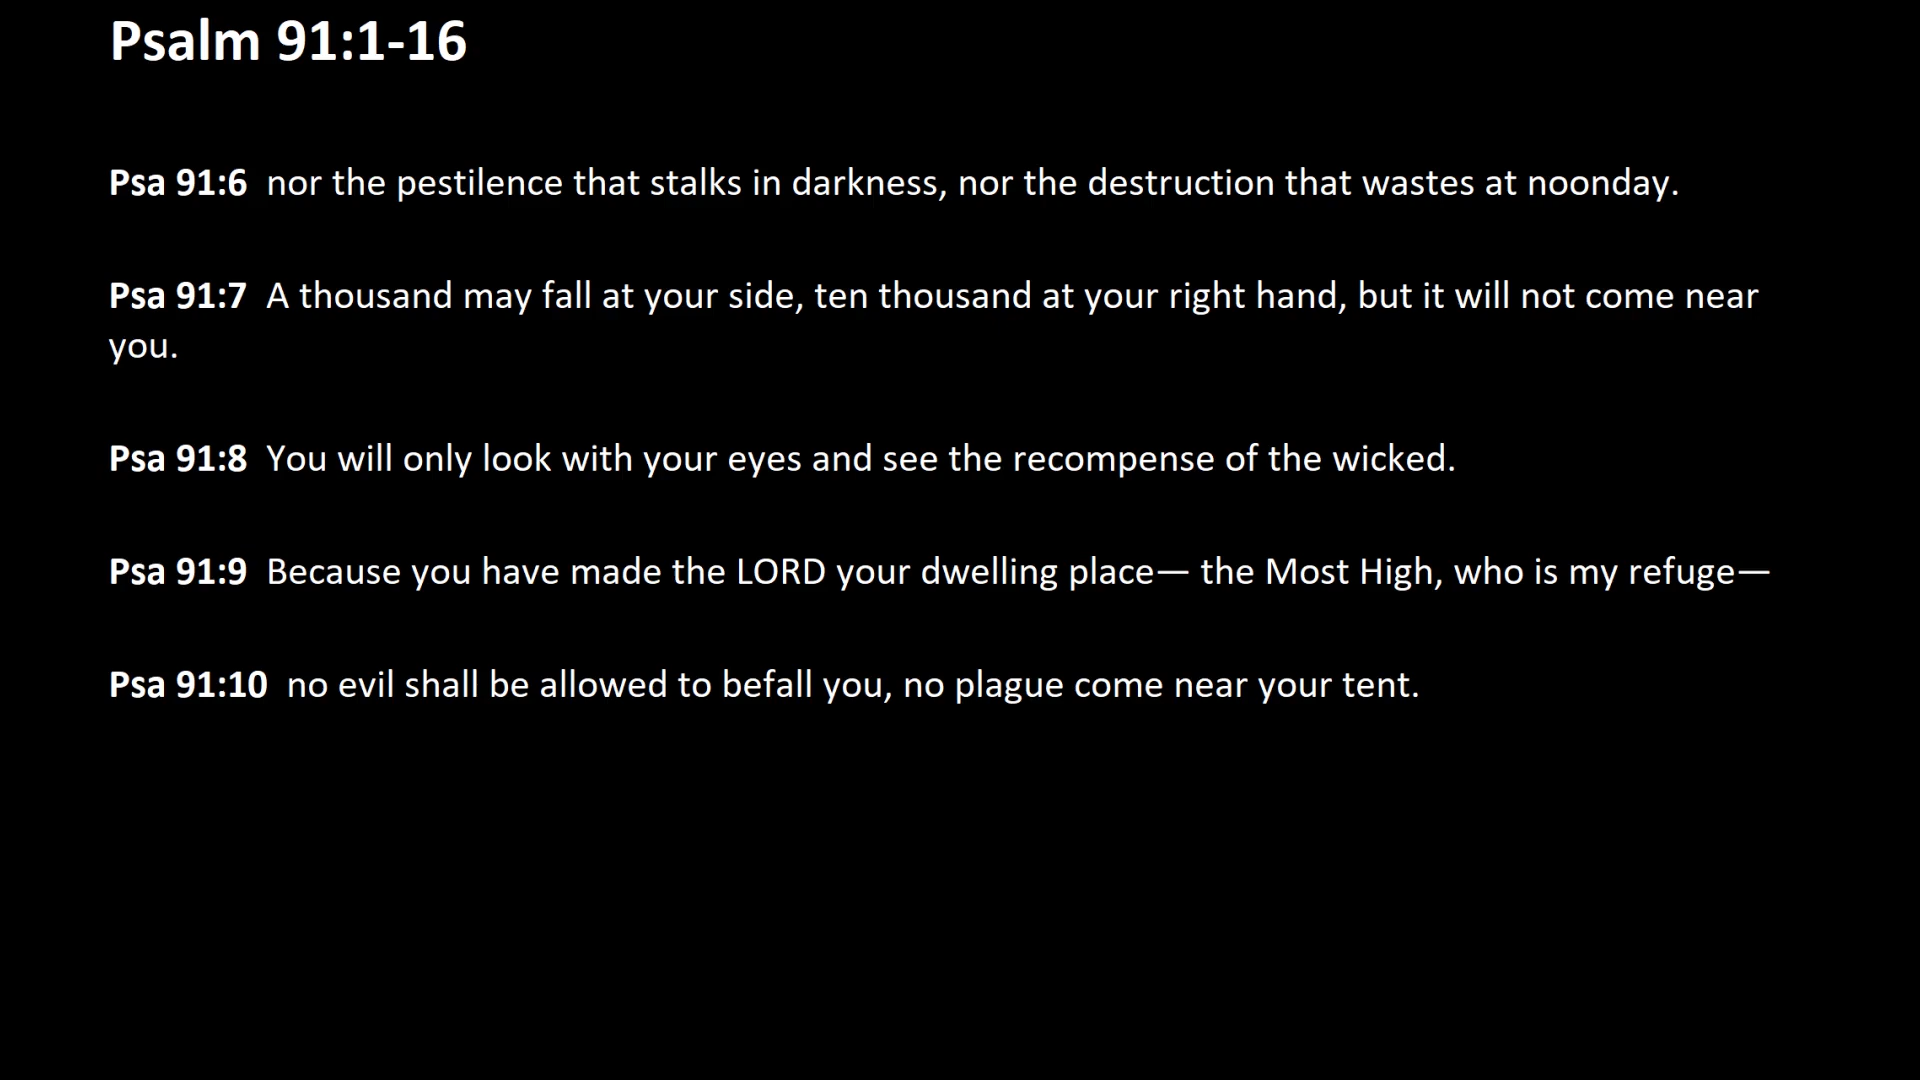 Psalm 91:1-16
Psa 91:6  nor the pestilence that stalks in darkness, nor the destruction that wastes at noonday.
Psa 91:7  A thousand may fall at your side, ten thousand at your right hand, but it will not come near
you.
Psa 91:8  You will only look with your eyes and see the recompense of the wicked.
Psa 91:9  Because you have made the LORD your dwelling place— the Most High, who is my refuge—
Psa 91:10  no evil shall be allowed to befall you, no plague come near your tent.